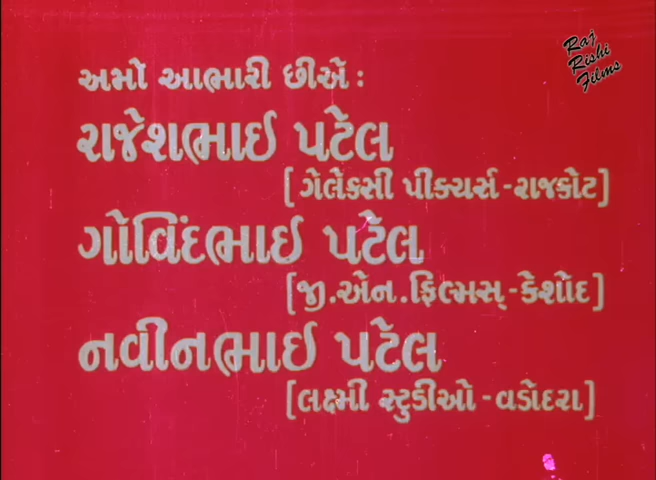 અમો આભારી છીએ :
રાજેશભાઈ પટેલ
[ ગેલેક્સી પીક્ચર્સ - રાજકોટ ]
ગોવિંદભાઈ પટેલ
[ જી. એન. ફિલ્મસ્ - કેશોદ ]
નવીનભાઈ પટેલ
[ લક્ષ્મી સ્ટુડીઓ - વડોદરા ]
Raj
Rishi
Films